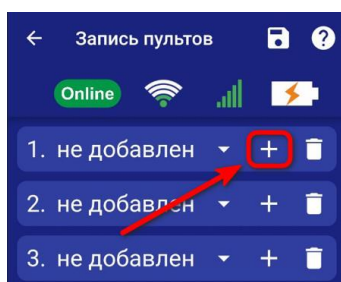 Запись пультов
Online
1. не добавлен
2. не добавлен
3. не добавлен